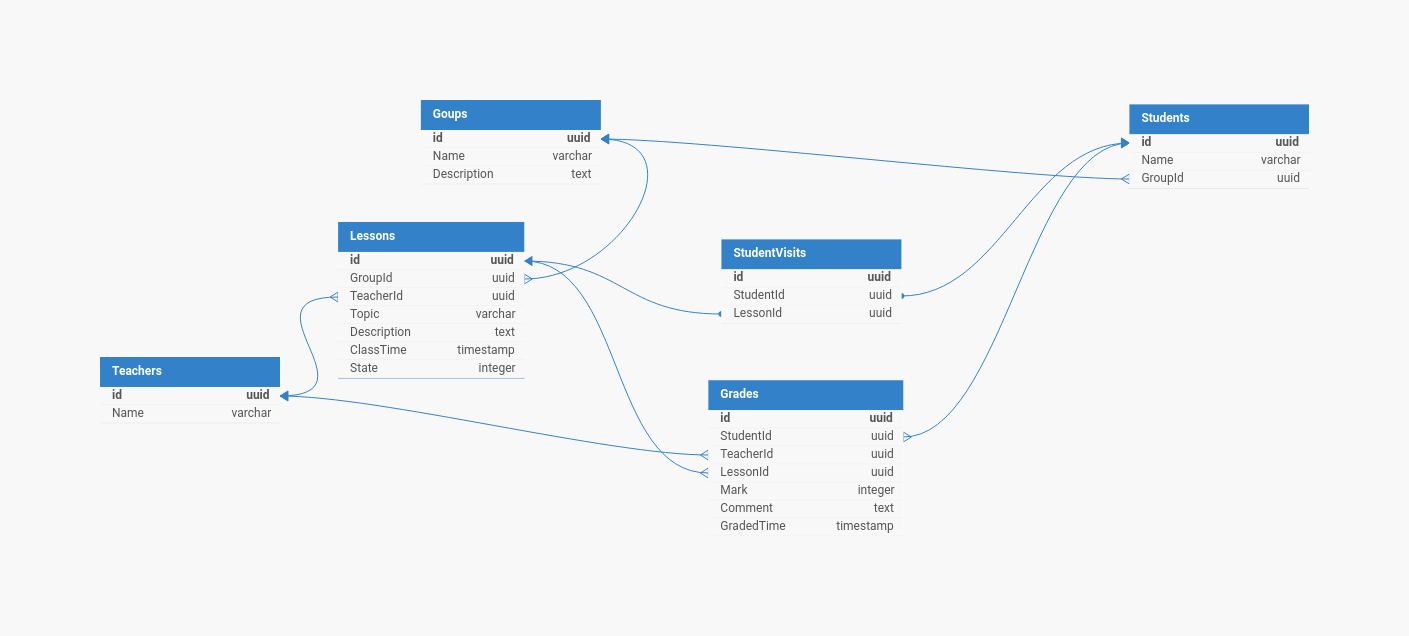 Goups
id uuid
Name varchar
Description text
Students
id uuid
Name varchar
GroupId uuid
Lessons
id uuid
GroupId uuid
TeacherId uuid
Topic varchar
Description text
ClassTime timestamp
State integer
StudentVisits
id uuid
StudentId uuid
LessonId uuid
Teachers
id uuid
Name varchar
Grades
id uuid
StudentId uuid
TeacherId uuid
LessonId uuid
Mark integer
Comment text
GradedTime timestamp